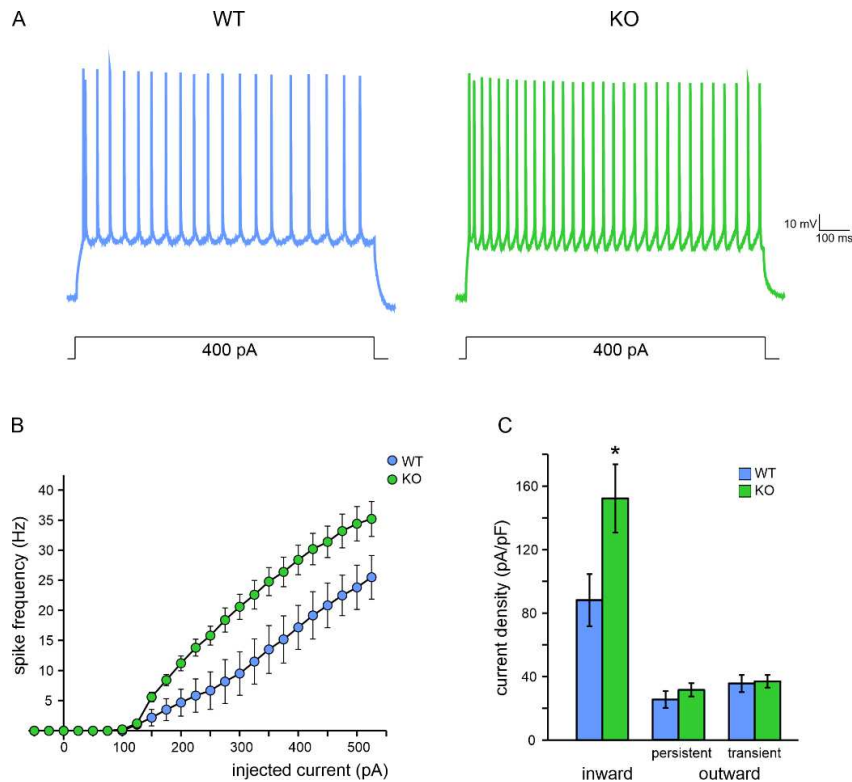 A
WT
KO
10 mV
100 ms
400 pA
400 pA
B
WT
KO
spike frequency (Hz)
40
35
30
25
20
15
10
5
0
100
200
300
400
500
injected current (pA)
C
WT
KO
*
current density (pA/pF)
160
120
80
40
0
persistent
transient
inward
outward